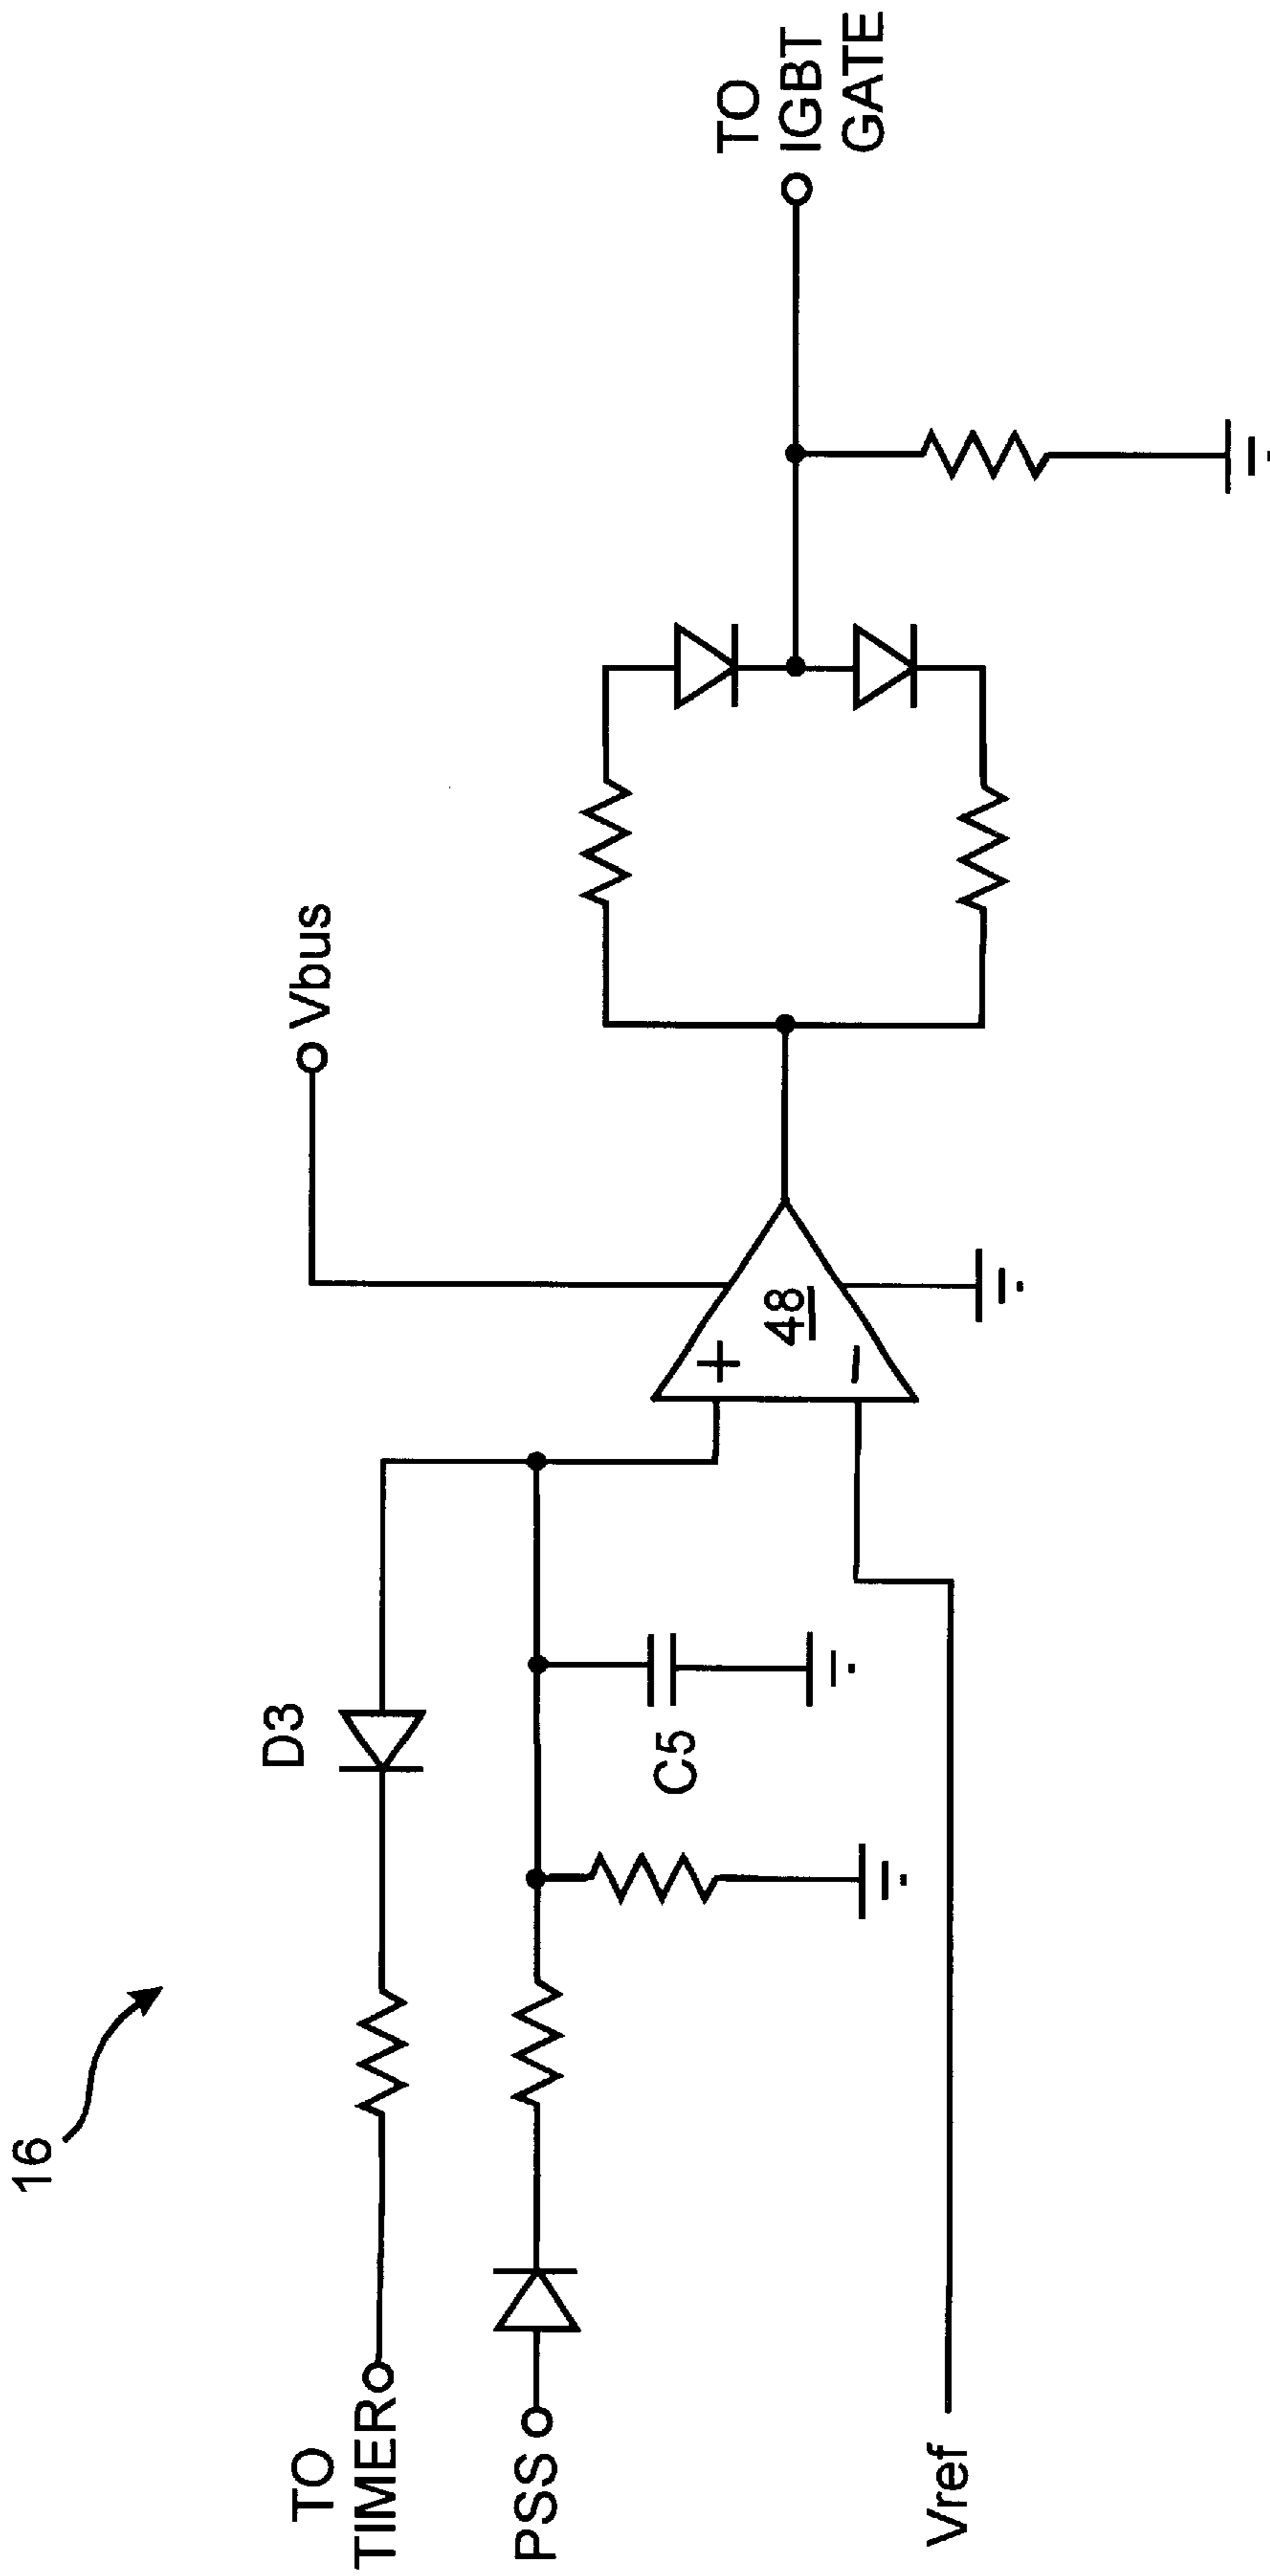 16
TO
TIMER
D3
PSS
C5
Vref
+
−
48
Vbus
TO
IGBT
GATE